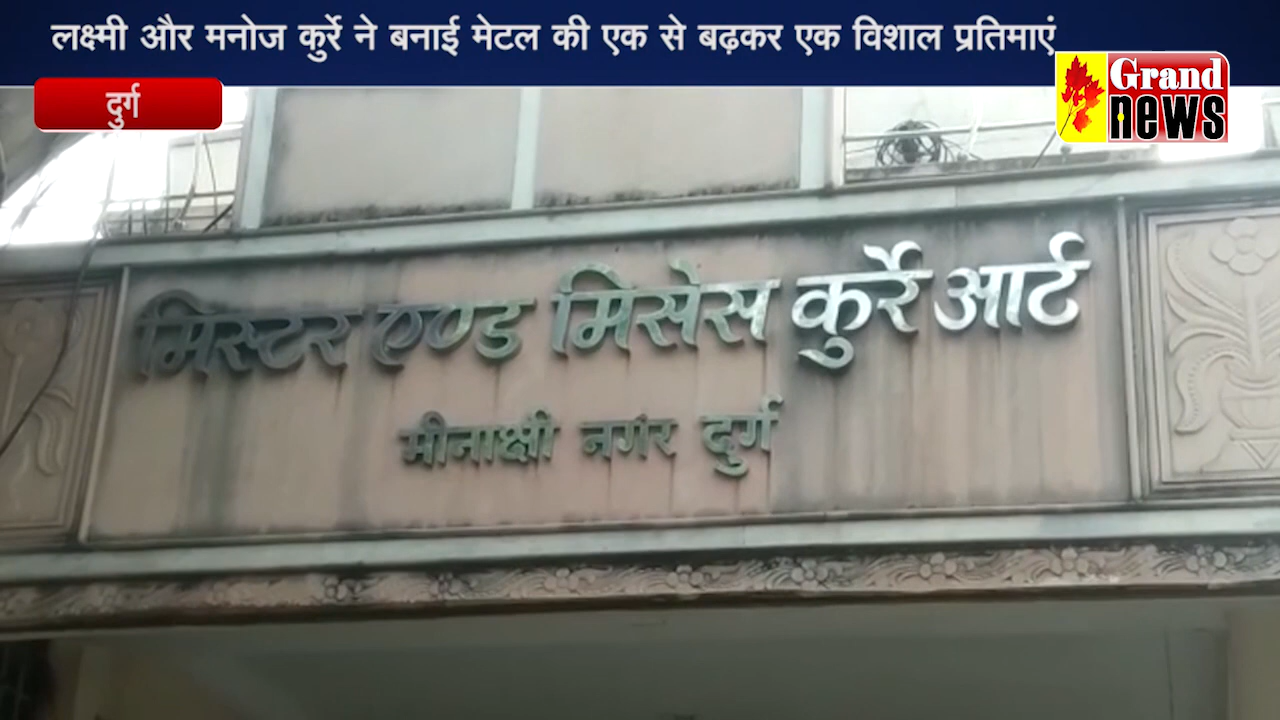 लक्ष्मी और मनोज कुर्रे ने बनाई मेटल की एक से बढ़कर एक विशाल प्रतिमाएं
दुर्ग
Grand
news
मिस्टर एण्ड मिसेस कुर्रे आर्ट
मीनाक्षी नगर दुर्ग